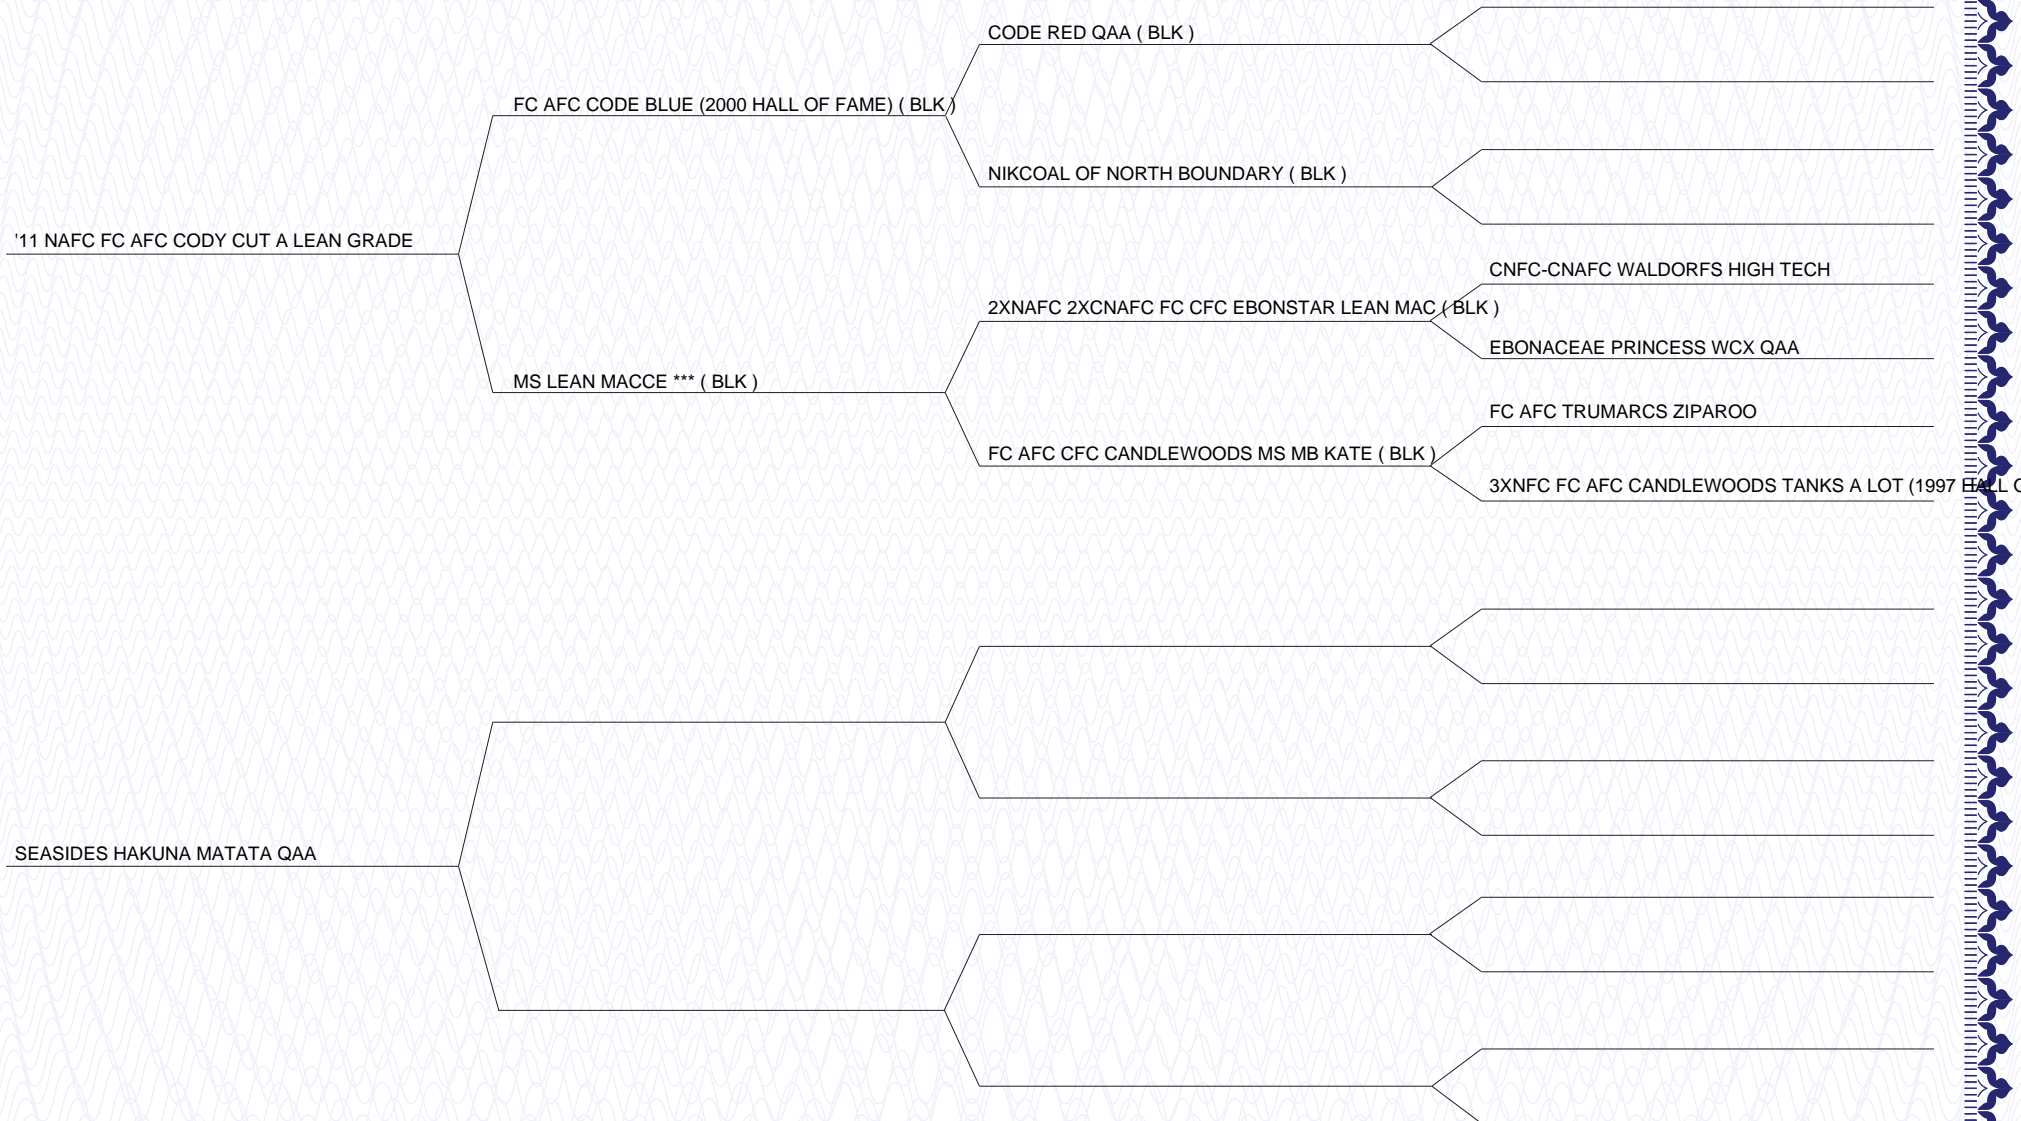 CODE RED QAA ( BLK )
FC AFC CODE BLUE (2000 HALL OF FAME) ( BLK )
NIKCOAL OF NORTH BOUNDARY ( BLK )
'11 NAFC FC AFC CODY CUT A LEAN GRADE
CNFC-CNAFC WALDORFS HIGH TECH
2XNAFC 2XCNAFC FC CFC EBONSTAR LEAN MAC ( BLK )
EBONACEAE PRINCESS WCX QAA
MS LEAN MACCE *** ( BLK )
FC AFC TRUMARCS ZIPAROO
FC AFC CFC CANDLEWOODS MS MB KATE ( BLK )
3XNFC FC AFC CANDLEWOODS TANKS A LOT (1997 HALL
SEASIDES HAKUNA MATATA QAA